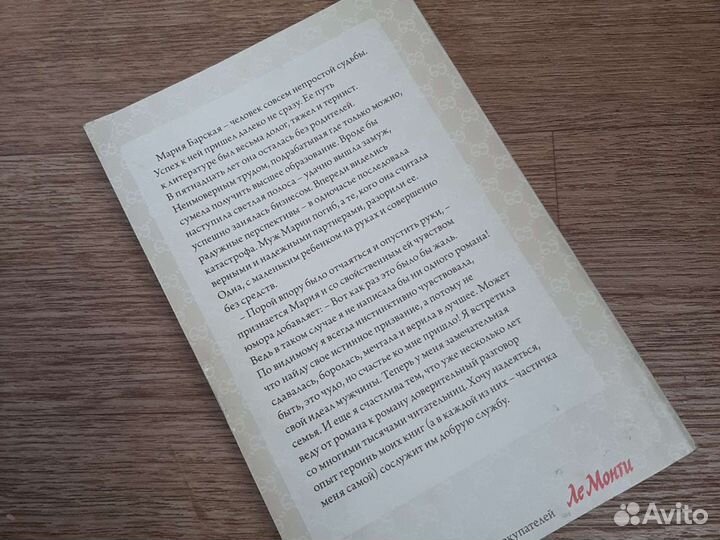 Мария Барская – человек совсем непростой судьбы.
Успех к ней пришел далеко не сразу. Ее путь
к литературе был весьма долог, тяжел и тернист.
В пятнадцать лет она осталась без родителей.
Неимоверным трудом, подрабатывая где только можно,
сумела получить высшее образование. Вроде бы
наступила светлая полоса – удачно вышла замуж,
успешно занялась бизнесом. Впереди виделись
радужные перспективы – в одночасье последовала
катастрофа. Муж Марии погиб, а те, кого она считала
верными и надежными партнерами, разорили ее.
Одна, с маленьким ребенком на руках и совершенно
без средств.
– Порой впору было отчаяться и опустить руки, –
признается Мария и со свойственным ей чувством
юмора добавляет: – Вот как раз это было бы жаль.
Ведь в таком случае я не написала бы ни одного романа!
По видимому я всегда инстинктивно чувствовала,
что найду свое истинное призвание, а потому не
сдавалась, боролась, мечтала и верила в лучшее. Может
быть, это чудо, но счастье ко мне пришло! Я встретила
свой идеал мужчины. Теперь у меня замечательная
семья. И еще я счастлива тем, что уже несколько лет
веду от романа к роману доверительный разговор
со многими тысячами читательниц. Хочу надеяться,
опыт героинь моих книг (а в каждой из них – частичка
меня самой) сослужит им добрую службу.
купателей Ле Монти
Avito